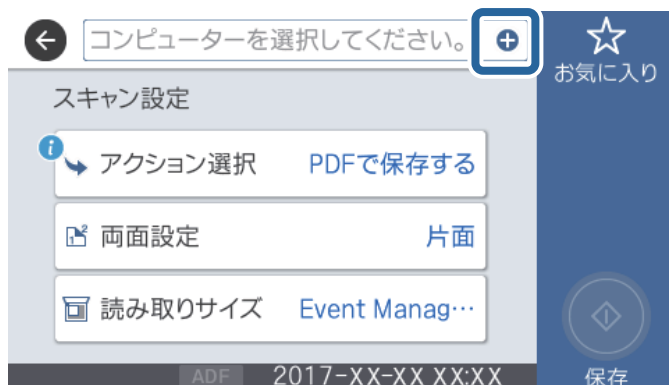 コンピューターを選択してください。
お気に入り
スキャン設定
アクション選択 PDFで保存する
両面設定 片面
読み取りサイズ Event Manag…
ADF 2017-XX-XX XX:XX
保存